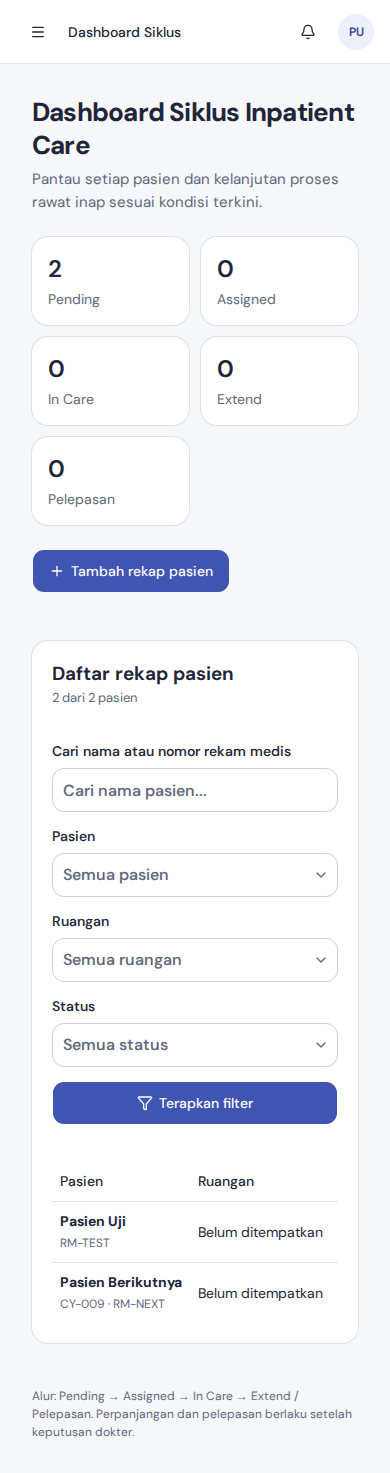 Dashboard Siklus
PU
Dashboard Siklus Inpatient
Care
Pantau setiap pasien dan kelanjutan proses
rawat inap sesuai kondisi terkini.
2
Pending
0
Assigned
0
In Care
0
Extend
0
Pelepasan
Tambah rekap pasien
Daftar rekap pasien
2 dari 2 pasien
Cari nama atau nomor rekam medis
Cari nama pasien...
Pasien
Semua pasien
Ruangan
Semua ruangan
Status
Semua status
Terapkan filter
Pasien Ruangan
Pasien Uji
RM-TEST
Belum ditempatkan
Pasien Berikutnya
CY-009 · RM-NEXT
Belum ditempatkan
Alur: Pending → Assigned → In Care → Extend /
Pelepasan. Perpanjangan dan pelepasan berlaku setelah
keputusan dokter.